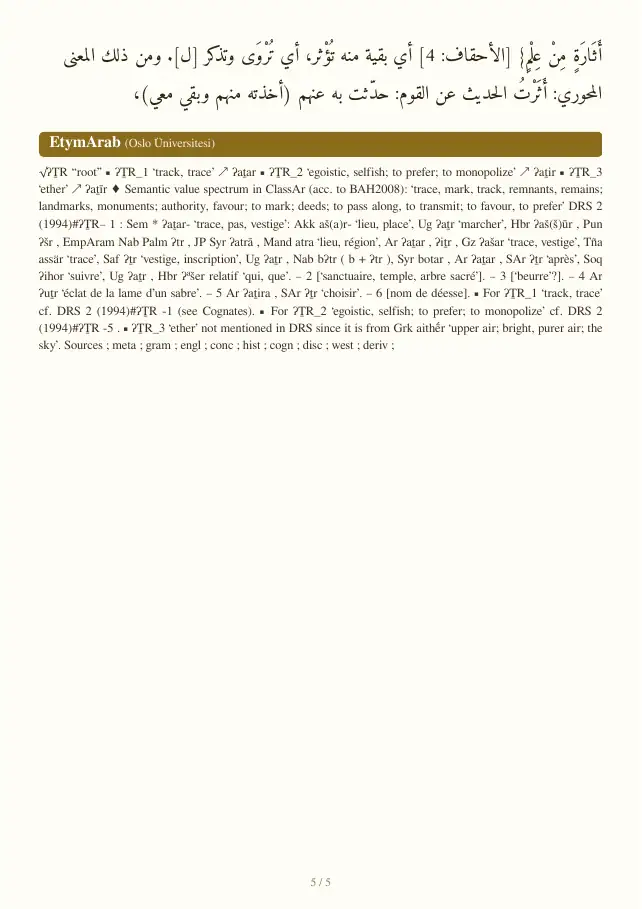 أَثَارَةٍ مِنْ عِلْمٍ} [الأحقاف: 4] أي بقية منه تُؤْثر، أي تُرْوَى وتذكر [ل]. ومن ذلك المعنى
المحوري: أَثَرْتُ الحديث عن القوم: حدّثت به عنهم (أخذته منهم وبقي معي)،
EtymArab (Oslo Üniversitesi)
√ʔṮR “root” ▪ ʔṮR_1 ‘track, trace’ ↗ ʔaṯar ▪ ʔṮR_2 ‘egoistic, selfish; to prefer; to monopolize’ ↗ ʔaṯir ▪ ʔṮR_3
‘ether’ ↗ ʔaṯīr ♦ Semantic value spectrum in ClassAr (acc. to BAH2008): ‘trace, mark, track, remnants, remains;
landmarks, monuments; authority, favour; to mark; deeds; to pass along, to transmit; to favour, to prefer’ DRS 2
(1994)#ʔṮR– 1 : Sem * ʔaṯar- ‘trace, pas, vestige’: Akk aš(a)r- ‘lieu, place’, Ug ʔaṯr ‘marcher’, Hbr ʔaš(š)ūr , Pun
ʔšr , EmpAram Nab Palm ʔtr , JP Syr ʔatrā , Mand atra ‘lieu, région’, Ar ʔaṯar , ʔiṯr , Gz ʔašar ‘trace, vestige’, Tña
assär ‘trace’, Saf ʔṯr ‘vestige, inscription’, Ug ʔaṯr , Nab bʔtr ( b + ʔtr ), Syr botar , Ar ʔaṯar , SAr ʔṯr ‘après’, Soq
ʔihor ‘suivre’, Ug ʔaṯr , Hbr ʔᵃšer relatif ‘qui, que’. – 2 [‘sanctuaire, temple, arbre sacré’]. – 3 [‘beurre’?]. – 4 Ar
ʔuṯr ‘éclat de la lame d’un sabre’. – 5 Ar ʔaṯira , SAr ʔṯr ‘choisir’. – 6 [nom de déesse]. ▪ For ʔṮR_1 ‘track, trace’
cf. DRS 2 (1994)#ʔṮR -1 (see Cognates). ▪ For ʔṮR_2 ‘egoistic, selfish; to prefer; to monopolize’ cf. DRS 2
(1994)#ʔṮR -5 . ▪ ʔṮR_3 ‘ether’ not mentioned in DRS since it is from Grk aithḗr ‘upper air; bright, purer air; the
sky’. Sources ; meta ; gram ; engl ; conc ; hist ; cogn ; disc ; west ; deriv ;
5 / 5